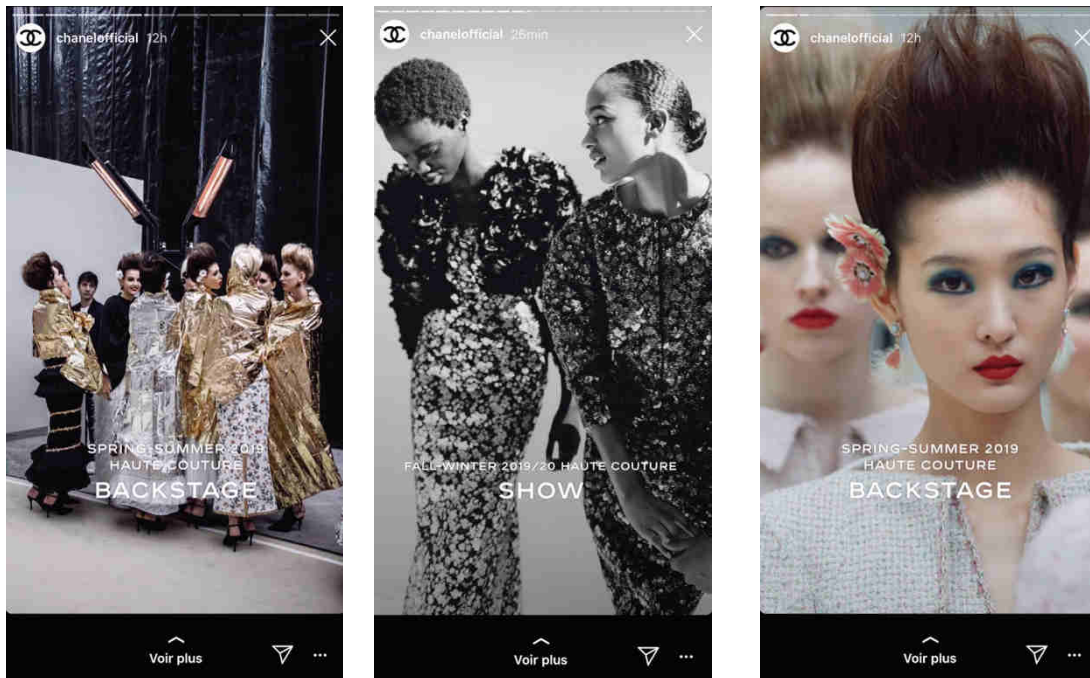 chanelofficial 12h
SPRING-SUMMER 2019
HAUTE COUTURE
BACKSTAGE
Voir plus
chanelofficial 26min
FALL-WINTER 2019/20 HAUTE COUTURE
SHOW
Voir plus
chanelofficial 12h
SPRING-SUMMER 2019
HAUTE COUTURE
BACKSTAGE
Voir plus